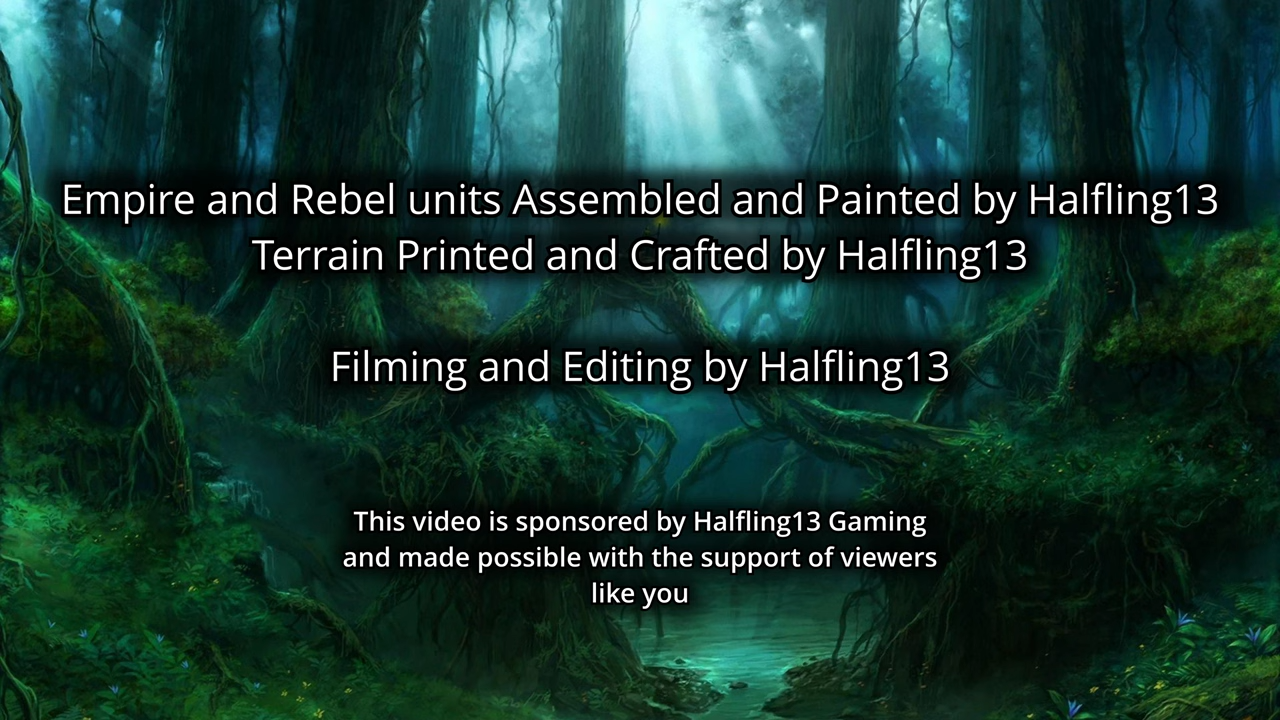 Empire and Rebel units Assembled and Painted by Halfling13
Terrain Printed and Crafted by Halfling13
Filming and Editing by Halfling13
This video is sponsored by Halfling13 Gaming
and made possible with the support of viewers
like you